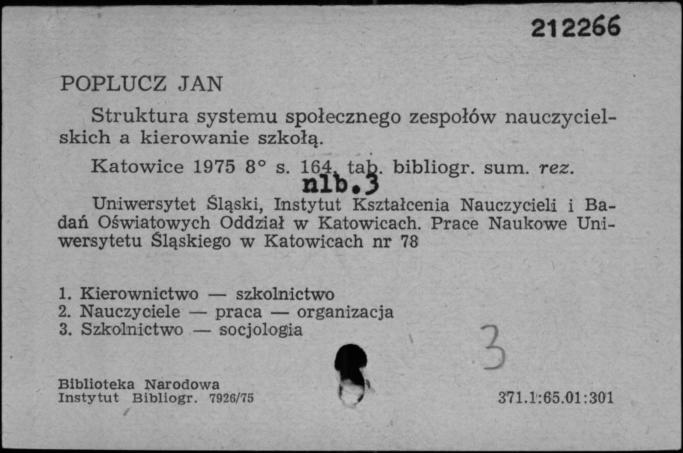 212266
POPLUCZ JAN
Struktura systemu społecznego zespołów nauczyciel-
skich a kierowanie szkołą.
Katowice 1975 8° s. 164, tab. bibliogr. sum. rez.
nlb.3
Uniwersytet Śląski, Instytut Kształcenia Nauczycieli i Ba-
dań Oświatowych Oddział w Katowicach. Prace Naukowe Uni-
wersytetu Śląskiego w Katowicach nr 78
1. Kierownictwo — szkolnictwo
2. Nauczyciele — praca — organizacja
3. Szkolnictwo — socjologia
3
Biblioteka Narodowa
Instytut Bibliogr. 7926/75
371.1:65.01:301